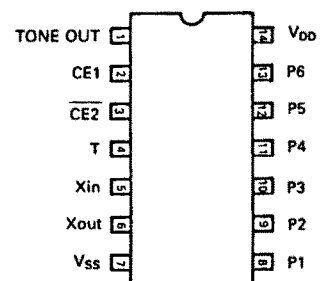 TONE OUT 1 14 VDD
CE1 2 13 P6
C̅E̅2̅ 3 12 P5
T 4 11 P4
Xin 5 10 P3
Xout 6 9 P2
VSS 7 8 P1